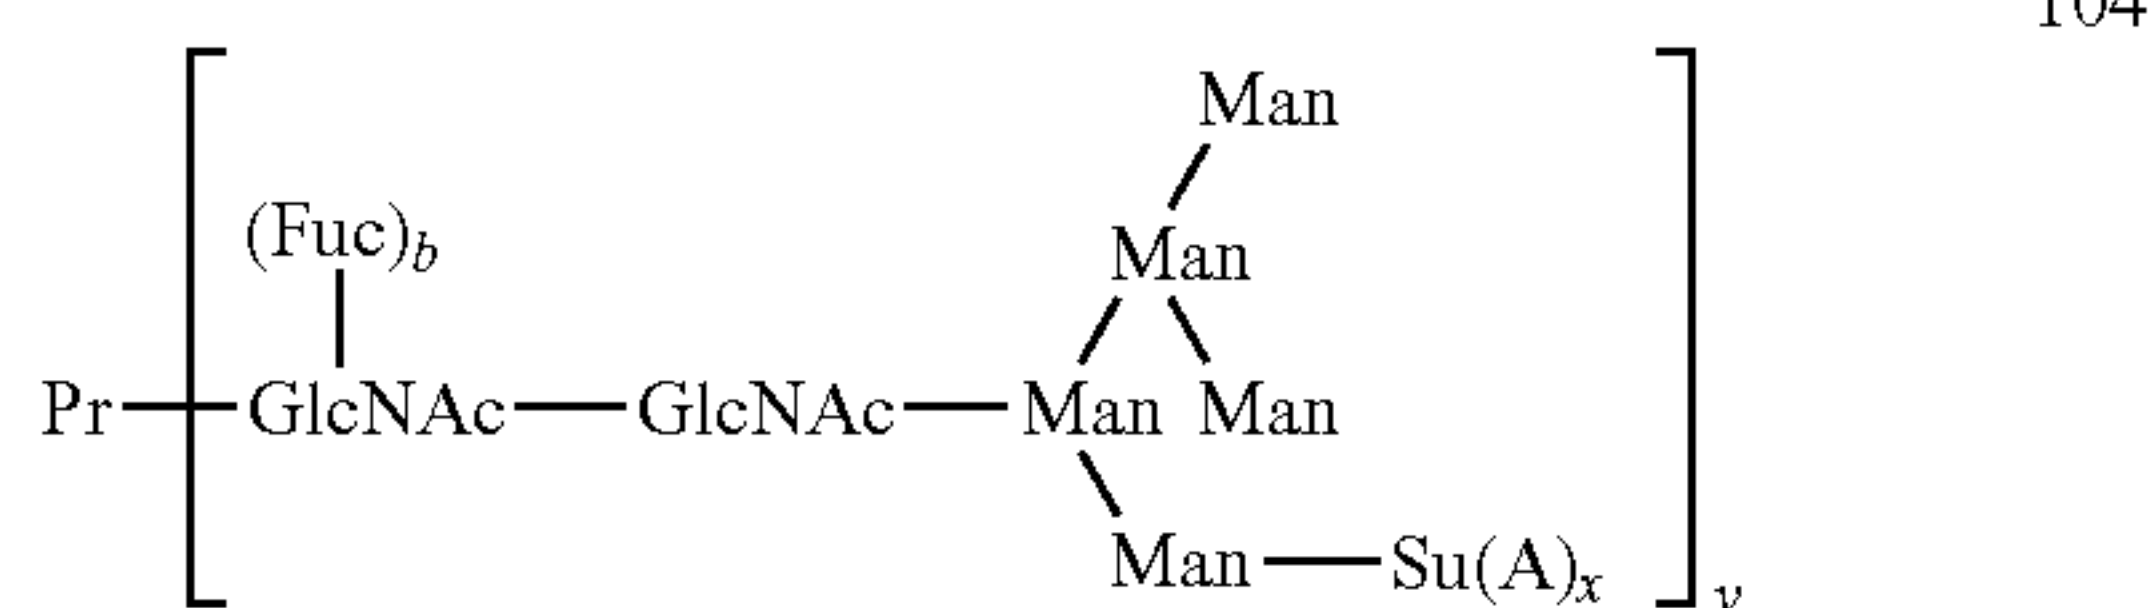 104
Man
(Fuc)b
Man
Pr GlcNAc GlcNAc Man Man
Man Su(A)x
y